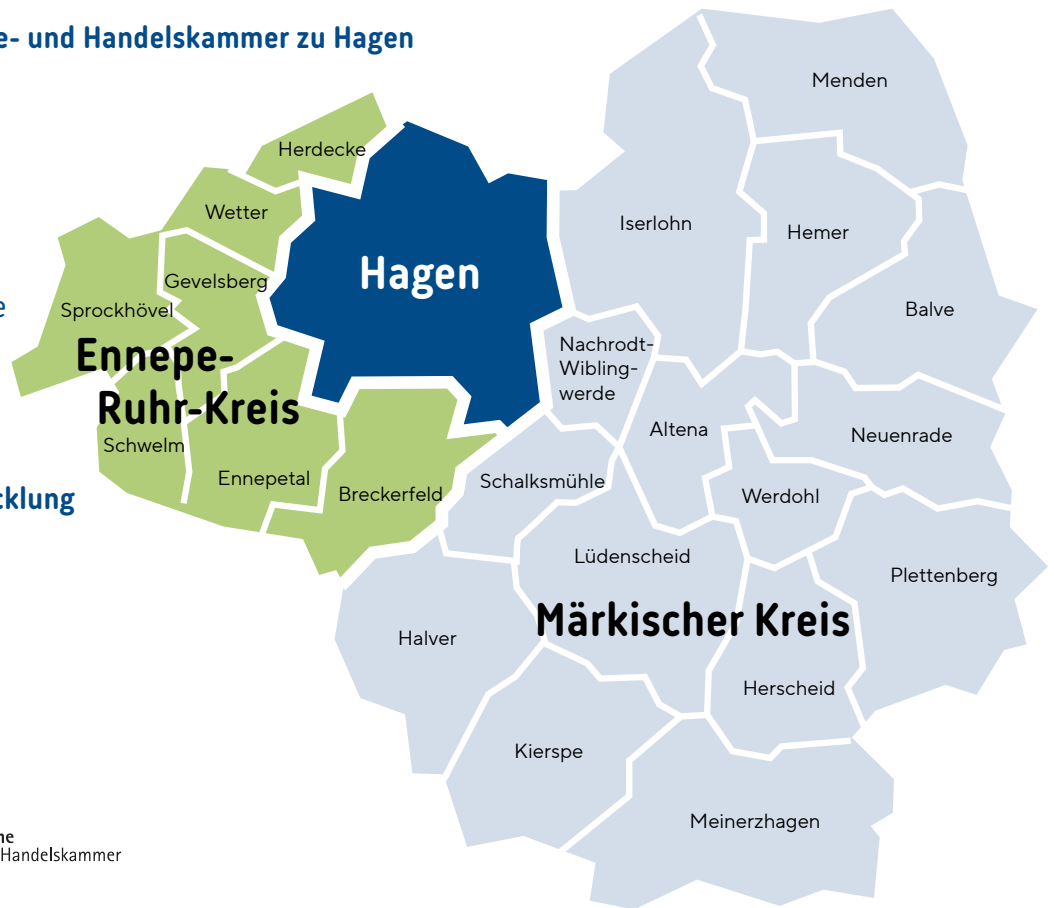 e- und Handelskammer zu Hagen
Menden
Herdecke
Wetter
Iserlohn
Hemer
Hagen
Gevelsberg
Sprockhövel
e
Balve
Ennepe-
Ruhr-Kreis
Nachrodt-
Wibling-
werde
Altena
Neuenrade
Schwelm
Ennepetal
Breckerfeld
Schalksmühle
Werdohl
cklung
Lüdenscheid
Plettenberg
Märkischer Kreis
Halver
Herscheid
Kierspe
Meinerzhagen
ne
Handelskammer